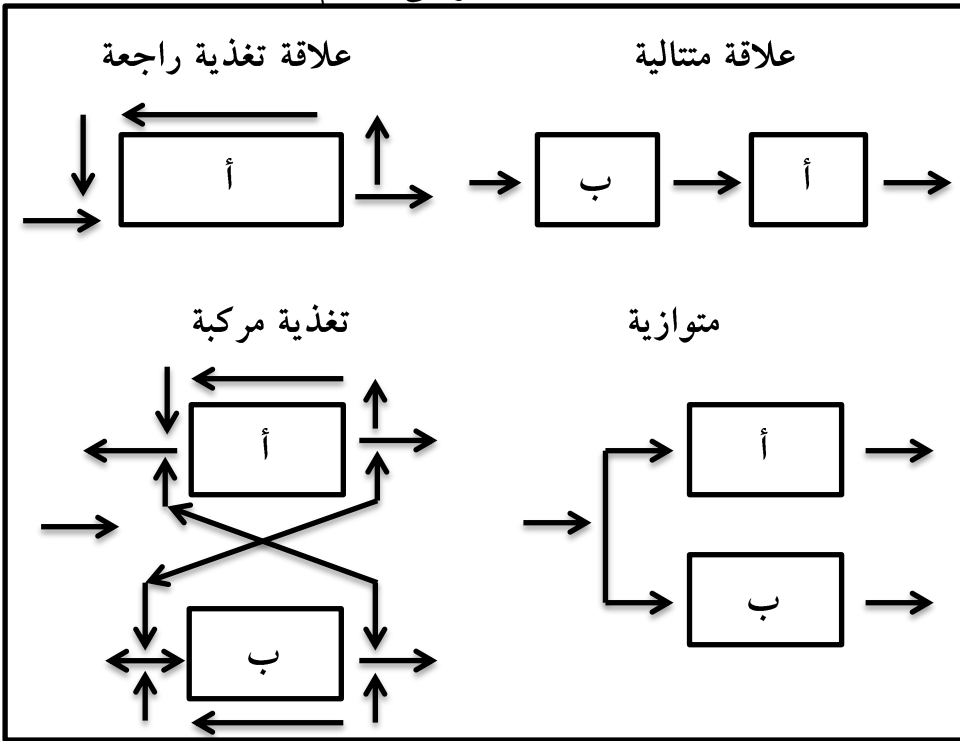 علاقة متتالية
علاقة تغذية راجعة
أ
ب
أ
متوازية
تغذية مركبة
أ
أ
ب
ب